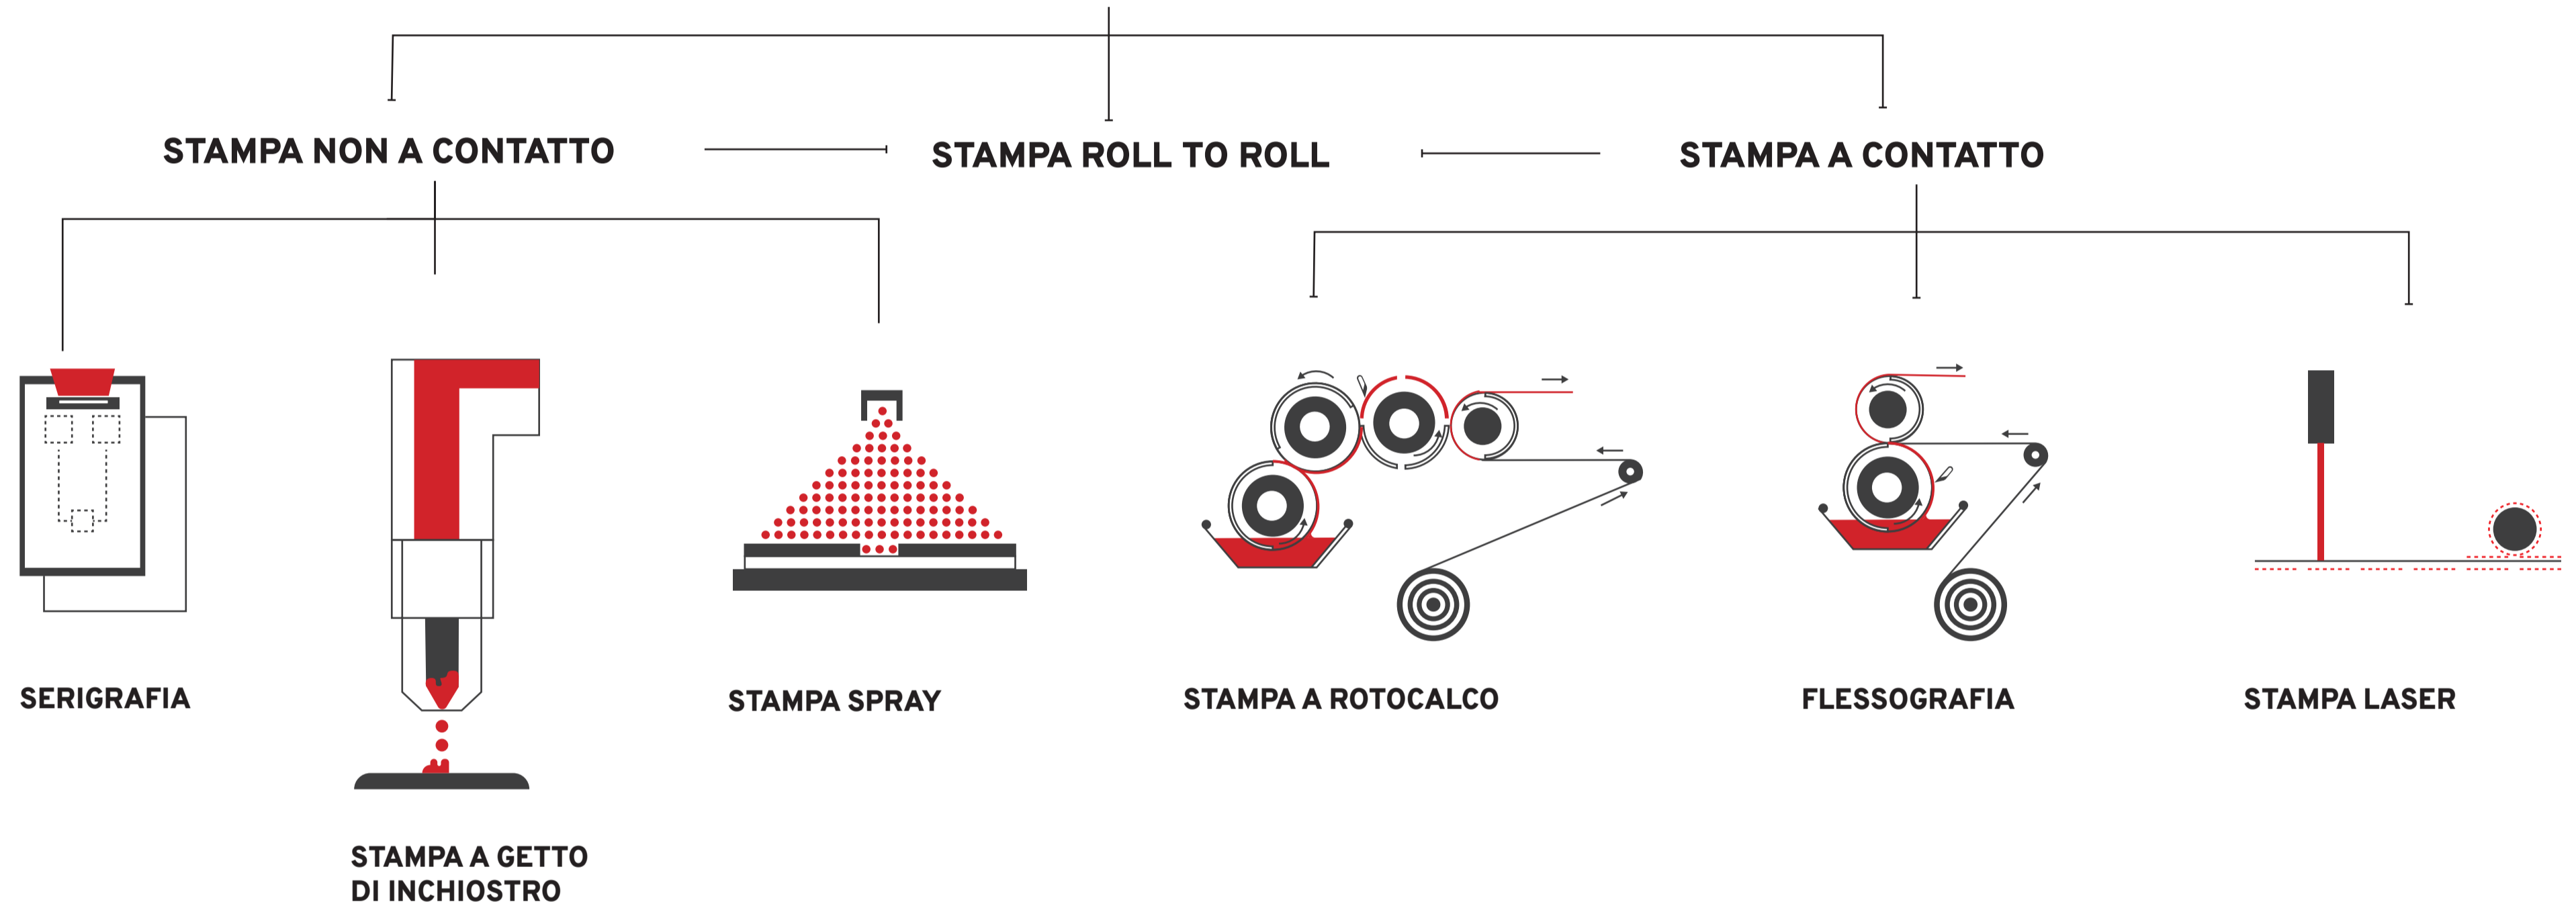 STAMPA NON A CONTATTO
STAMPA ROLL TO ROLL
STAMPA A CONTATTO
SERIGRAFIA
STAMPA A GETTO
DI INCHIOSTRO
STAMPA SPRAY
STAMPA A ROTOCALCO
FLESSOGRAFIA
STAMPA LASER